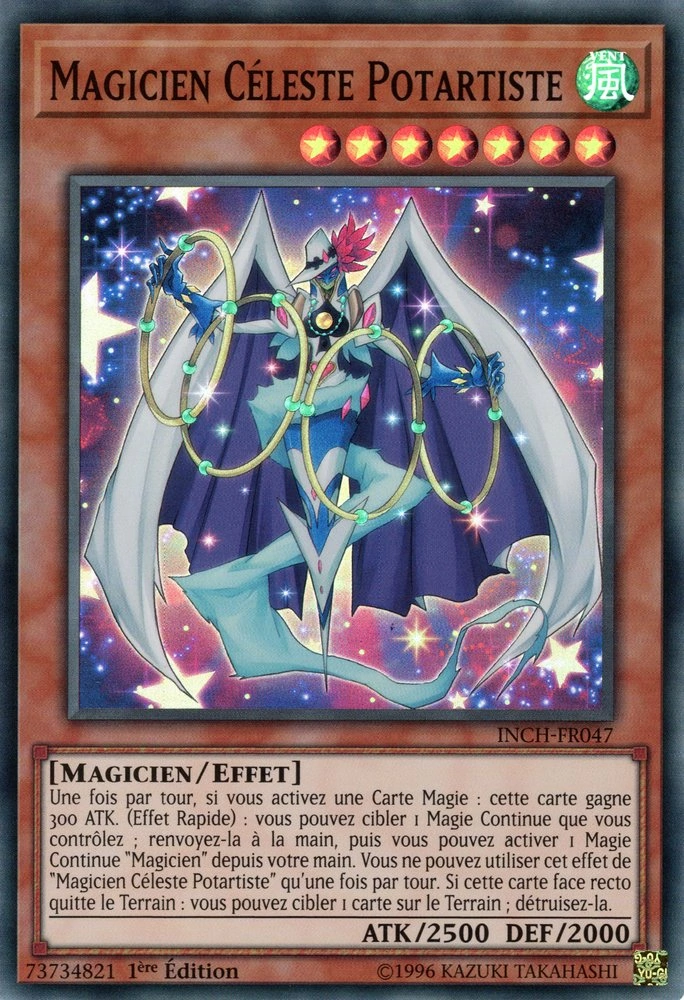 Magicien Céleste Potartiste
VENT
風
INCH-FR047
[Magicien/Effet]
Une fois par tour, si vous activez une Carte Magie : cette carte gagne
300 ATK. (Effet Rapide) : vous pouvez cibler 1 Magie Continue que vous
contrôlez ; renvoyez-la à la main, puis vous pouvez activer 1 Magie
Continue "Magicien" depuis votre main. Vous ne pouvez utiliser cet effet de
"Magicien Céleste Potartiste" qu'une fois par tour. Si cette carte face recto
quitte le Terrain : vous pouvez cibler 1 carte sur le Terrain ; détruisez-la.
ATK/2500 DEF/2000
73734821 1ère Édition ©1996 KAZUKI TAKAHASHI